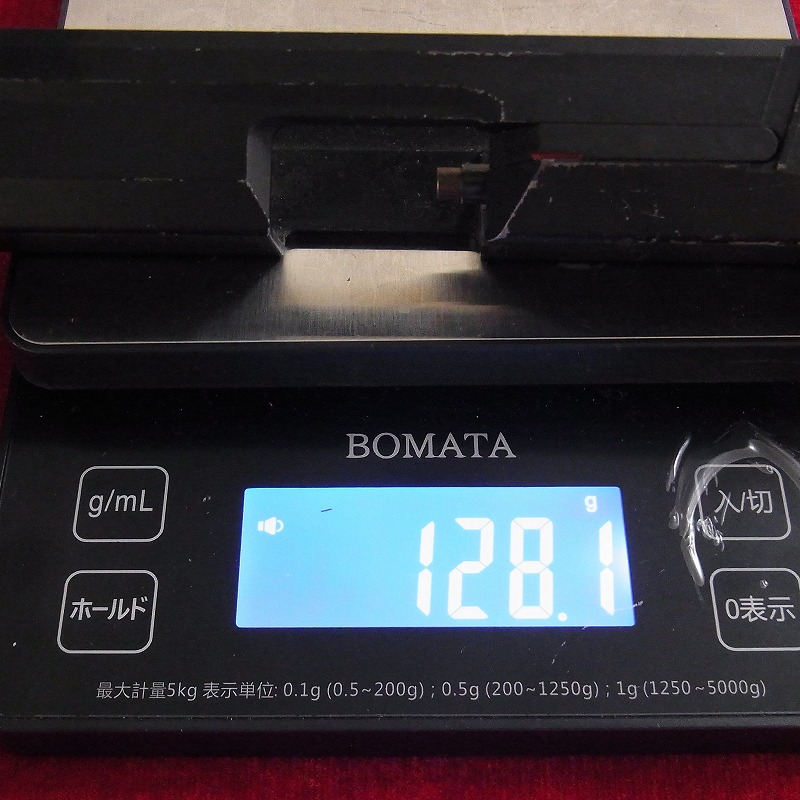 BOMATA
g/mL
g
128.1
入/切
ホールド
0表示
最大計量5kg 表示単位: 0.1g (0.5~200g) ; 0.5g (200~1250g) ; 1g (1250~5000g)